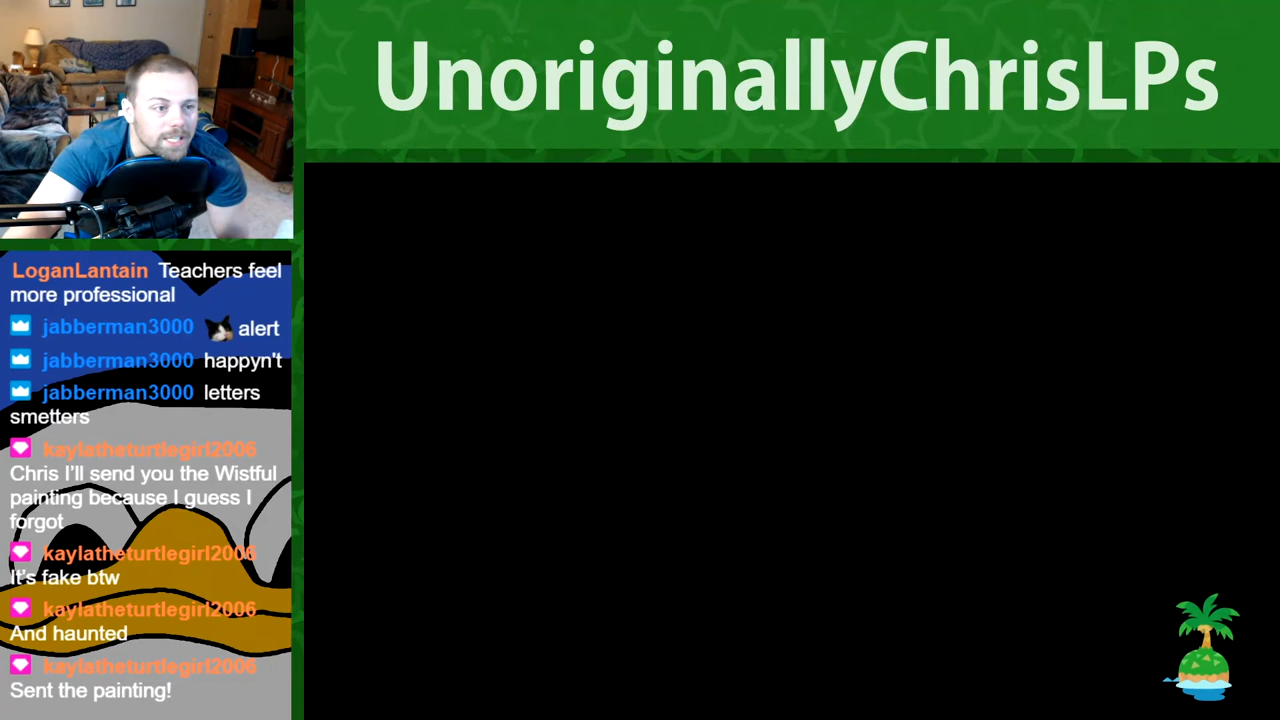 UnoriginallyChrisLPs
LoganLantain Teachers feel
more professional
jabberman3000 alert
jabberman3000 happyn't
jabberman3000 letters
smetters
kaylatheturtlegirl2006
Chris I'll send you the Wistful
painting because I guess I
forgot
kaylatheturtlegirl2006
It's fake btw
kaylatheturtlegirl2006
And haunted
kaylatheturtlegirl2006
Sent the painting!